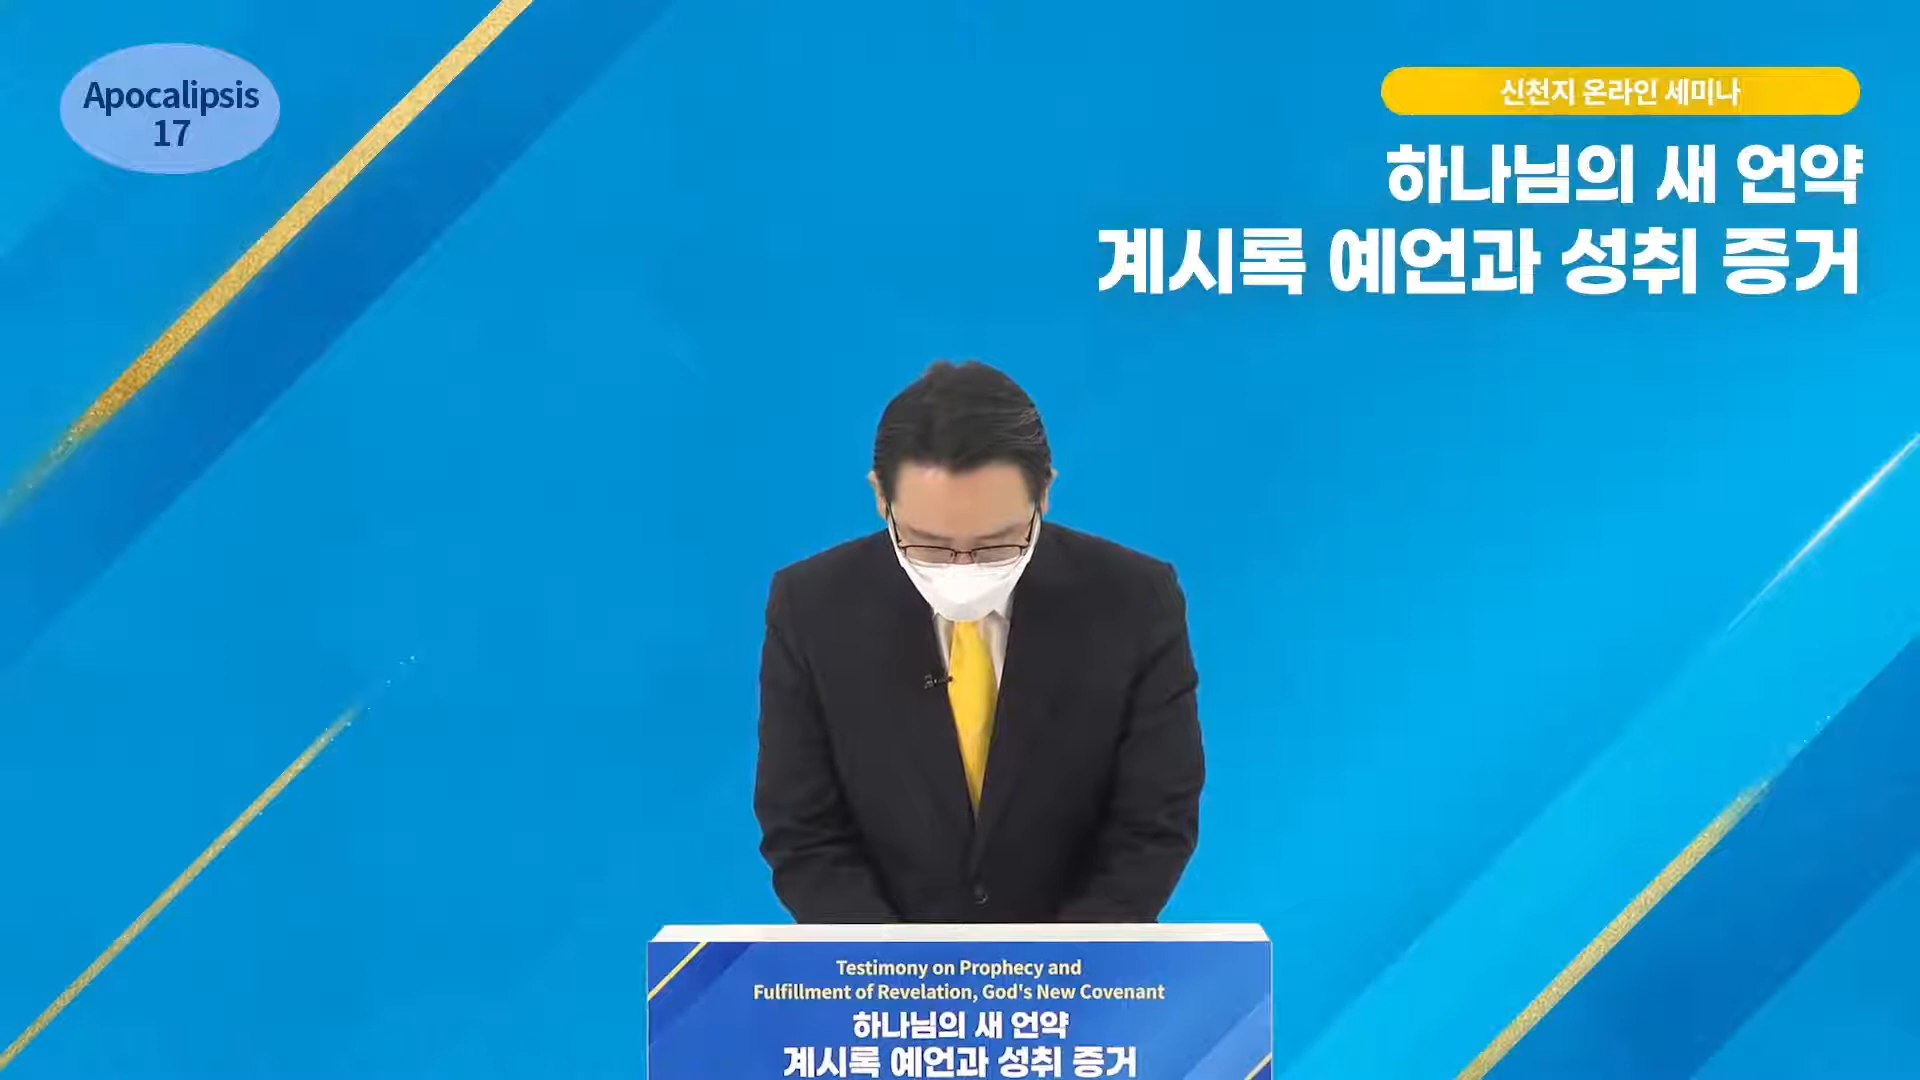 Apocalipsis
17
신천지 온라인 세미나
하나님의 새 언약
계시록 예언과 성취 증거
Testimony on Prophecy and
Fulfillment of Revelation, God's New Covenant
하나님의 새 언약
계시록 예언과 성취 증거